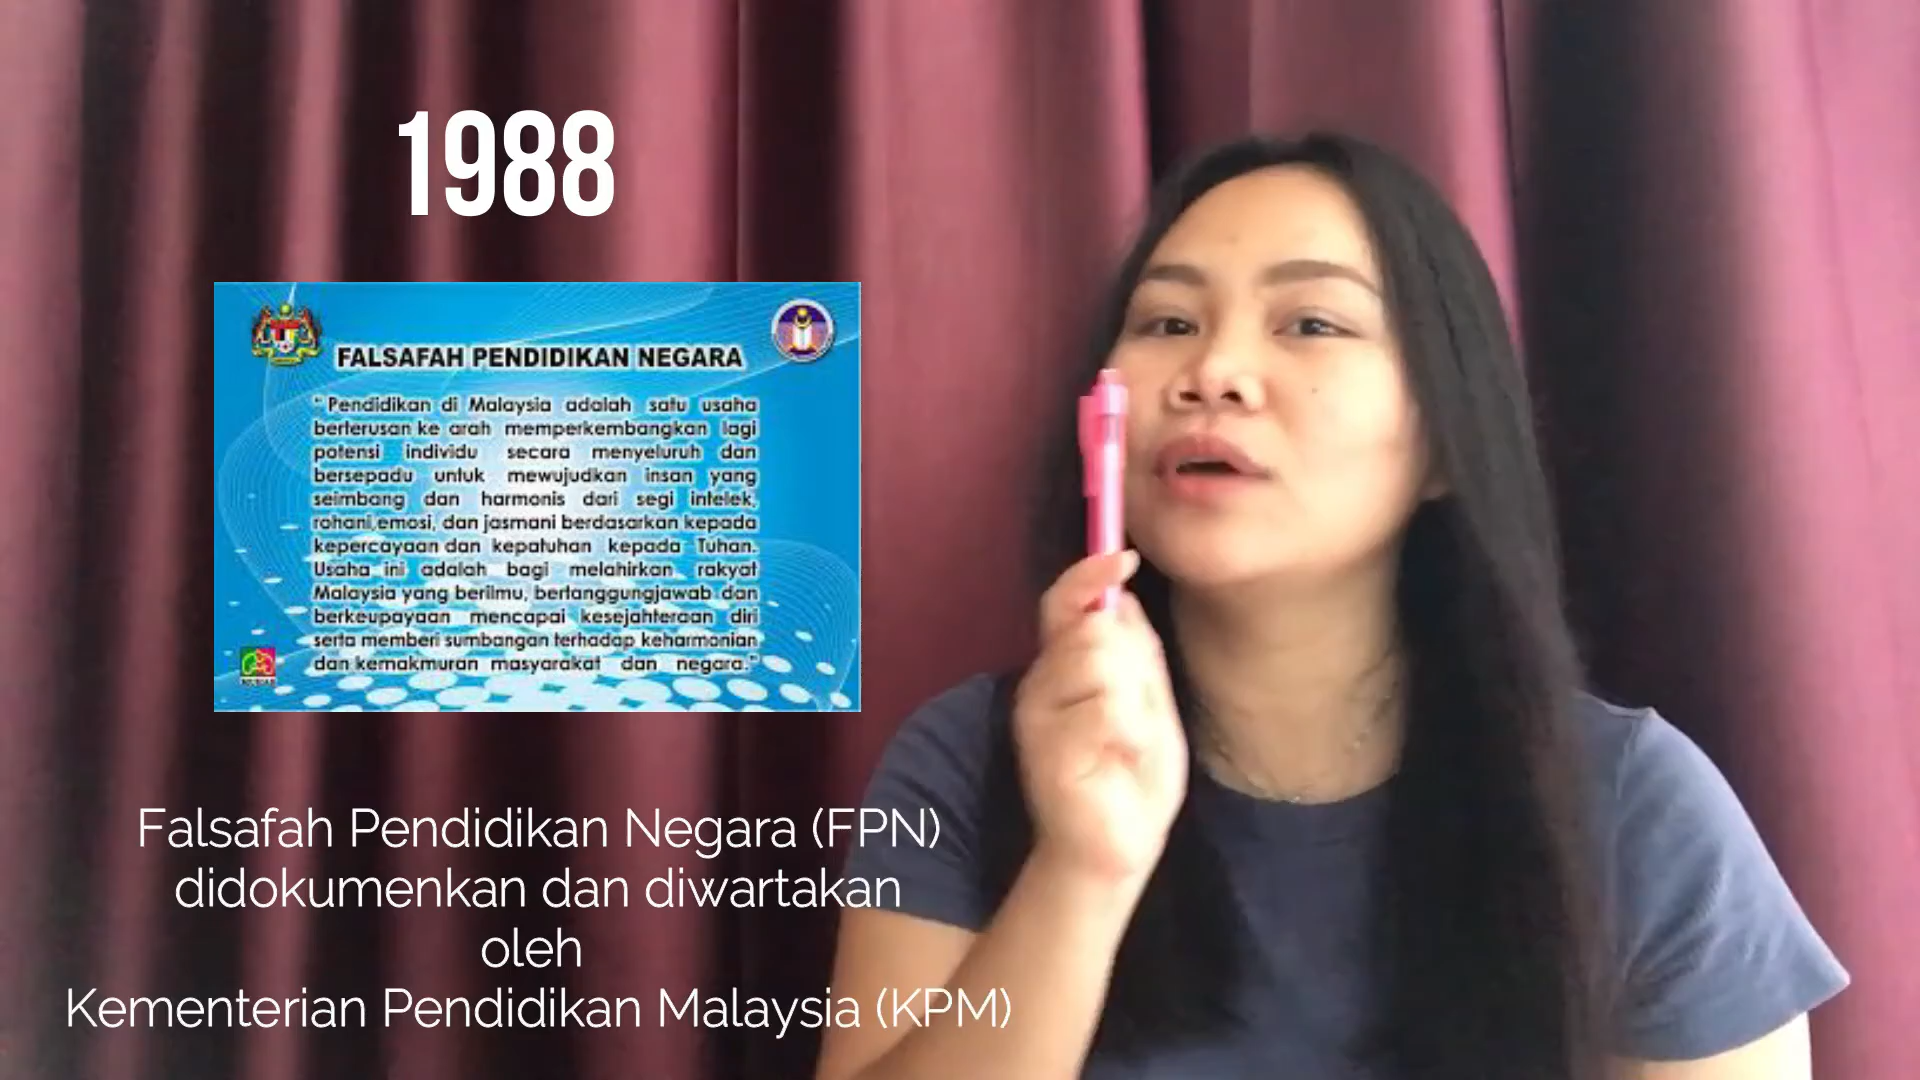 1988
FALSAFAH PENDIDIKAN NEGARA
" Pendidikan di Malaysia adalah satu usaha
berterusan ke arah memperkembangkan lagi
potensi individu secara menyeluruh dan
bersepadu untuk mewujudkan insan yang
seimbang dan harmonis dari segi intelek,
rohani,emosi, dan jasmani berdasarkan kepada
kepercayaan dan kepatuhan kepada Tuhan.
Usaha ini adalah bagi melahirkan rakyat
Malaysia yang berilmu, bertanggungjawab dan
berkeupayaan mencapai kesejahteraan diri
serta memberi sumbangan terhadap keharmonian
dan kemakmuran masyarakat dan negara."
Falsafah Pendidikan Negara (FPN)
didokumenkan dan diwartakan
oleh
Kementerian Pendidikan Malaysia (KPM)